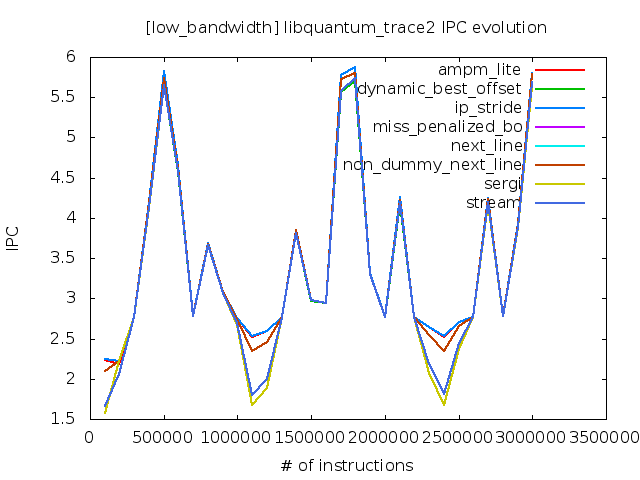 [low_bandwidth] libquantum_trace2 IPC evolution
6
5.5
5
4.5
4
3.5
3
2.5
2
1.5
IPC
ampm_lite
dynamic_best_offset
ip_stride
miss_penalized_bo
next_line
non_dummy_next_line
sergi
stream
0 500000 1000000 1500000 2000000 2500000 3000000 3500000
# of instructions